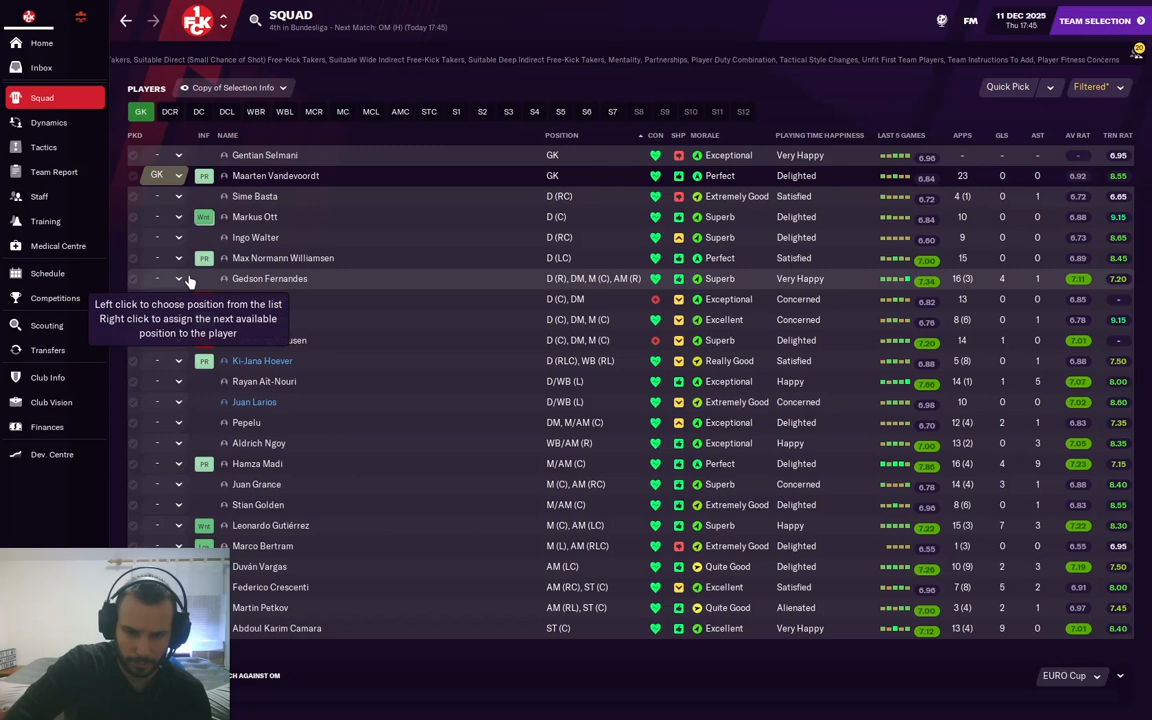 SQUAD
4th in Bundesliga - Next Match: OM (H) (Today 17:45)
FM
11 DEC 2025
Thu 17:45
TEAM SELECTION
20
Home
Inbox
Squad
Dynamics
Tactics
Team Report
Staff
Training
Medical Centre
Schedule
Competitions
Scouting
Transfers
Club Info
Club Vision
Finances
Dev. Centre
Takers, Suitable Direct (Small Chance of Shot) Free-Kick Takers, Suitable Wide Indirect Free-Kick Takers, Suitable Deep Indirect Free-Kick Takers, Mentality, Partnerships, Player Duty Combination, Tactical Style Changes, Unfit First Team Players, Team Instructions To Add, Player Fitness Concerns
PLAYERS Copy of Selection Info Quick Pick Filtered*
GK DCR DC DCL WBR WBL MCR MC MCL AMC STC S1 S2 S3 S4 S5 S6 S7 S8 S9 S10 S11 S12
PKD INF NAME POSITION CON SHP MORALE PLAYING TIME HAPPINESS LAST 5 GAMES APPS GLS AST AV RAT TRN RAT
- Gentian Selmani GK Exceptional Very Happy 6.96 - - - - 6.95
GK PR Maarten Vandevoordt GK Perfect Delighted 6.84 23 0 0 6.92 8.55
- Sime Basta D (RC) Extremely Good Satisfied 6.72 4 (1) 0 1 6.72 6.65
- Wnt Markus Ott D (C) Superb Delighted 6.84 10 0 0 6.88 9.15
- Ingo Walter D (RC) Superb Delighted 6.60 9 0 0 6.73 8.65
- PR Max Normann Williamsen D (LC) Superb Delighted 7.00 15 0 0 6.89 8.45
- Gedson Fernandes D (R), DM, M (C), AM (R) Superb Very Happy 7.34 16 (3) 4 1 7.11 7.20
D (C), DM Exceptional Concerned 6.82 13 0 0 6.85 -
D (C), DM, M (C) Excellent Concerned 6.76 8 (6) 0 0 6.78 9.15
D (C), DM, M (C) Superb Delighted 7.20 14 1 0 7.01 -
- PR Ki-Jana Hoever D (RLC), WB (RL) Really Good Satisfied 6.88 5 (8) 0 1 6.88 7.50
- Rayan Aït-Nouri D/WB (L) Exceptional Happy 7.66 14 (1) 1 5 7.07 8.00
- Juan Larios D/WB (L) Extremely Good Concerned 6.98 10 0 0 7.02 8.60
- Pepelu DM, M/AM (C) Exceptional Concerned 6.70 12 (4) 2 1 6.83 7.35
- Aldrich Ngoy WB/AM (R) Exceptional Happy 7.00 13 (2) 0 3 7.05 8.35
- PR Hamza Madi M/AM (C) Perfect Delighted 7.86 16 (4) 4 9 7.23 7.15
- Juan Grance M (C), AM (RC) Superb Concerned 6.78 14 (4) 3 1 6.88 8.40
- Stian Golden M/AM (C) Extremely Good Satisfied 6.96 8 (6) 0 1 6.83 8.55
- Wnt Leonardo Gutiérrez M (C), AM (LC) Superb Happy 7.22 15 (3) 7 3 7.22 8.30
Marco Bertram M (L), AM (RLC) Extremely Good Delighted 6.55 1 (3) 0 0 6.55 6.95
Duván Vargas AM (LC) Quite Good Delighted 7.26 10 (9) 2 3 7.19 7.50
Federico Crescenti AM (RC), ST (C) Excellent Satisfied 6.96 7 (8) 5 2 6.91 8.00
Martin Petkov AM (RL), ST (C) Quite Good Alienated 7.00 3 (4) 2 1 6.97 7.45
Abdoul Karim Camara ST (C) Excellent Very Happy 7.12 13 (4) 9 0 7.01 8.40
Left click to choose position from the list
Right click to assign the next available
position to the player
CH AGAINST OM EURO Cup